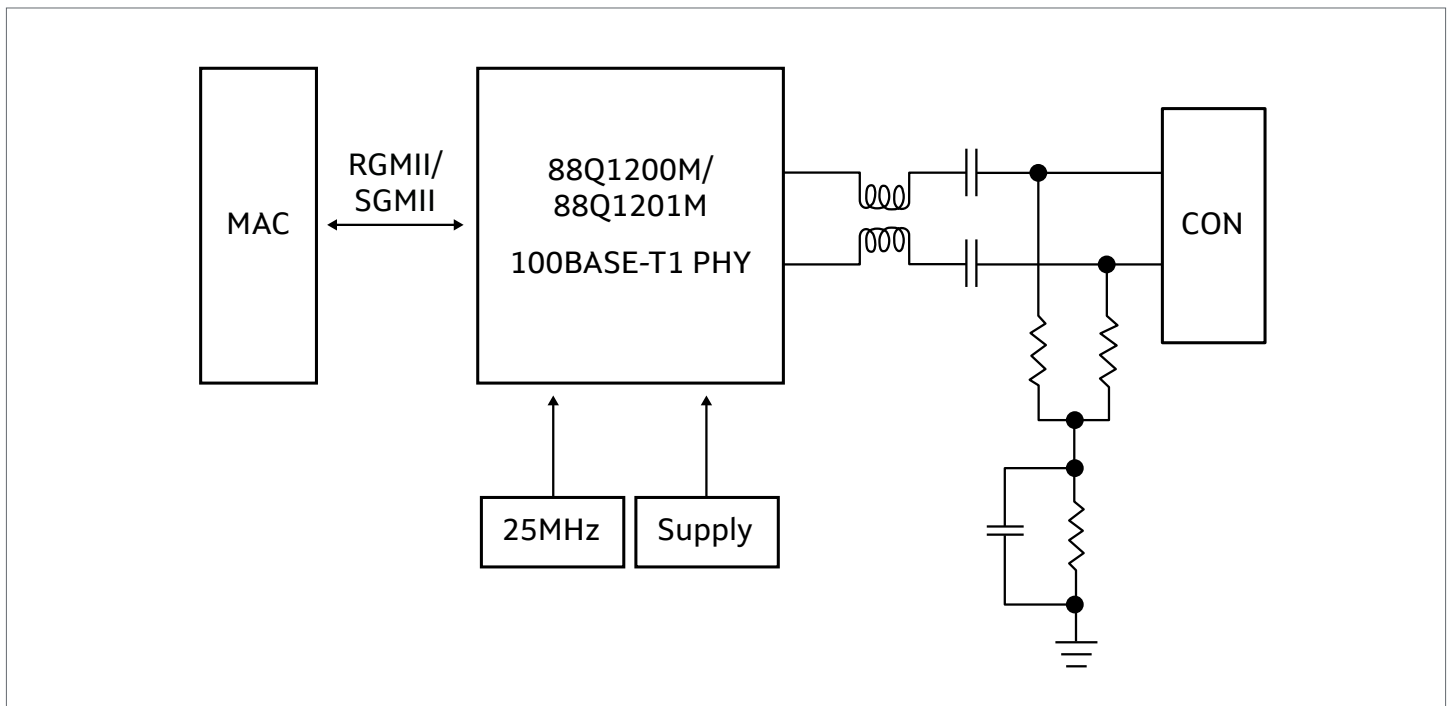 MAC
RGMII/
SGMII
88Q1200M/
88Q1201M
100BASE-T1 PHY
CON
25MHz
Supply